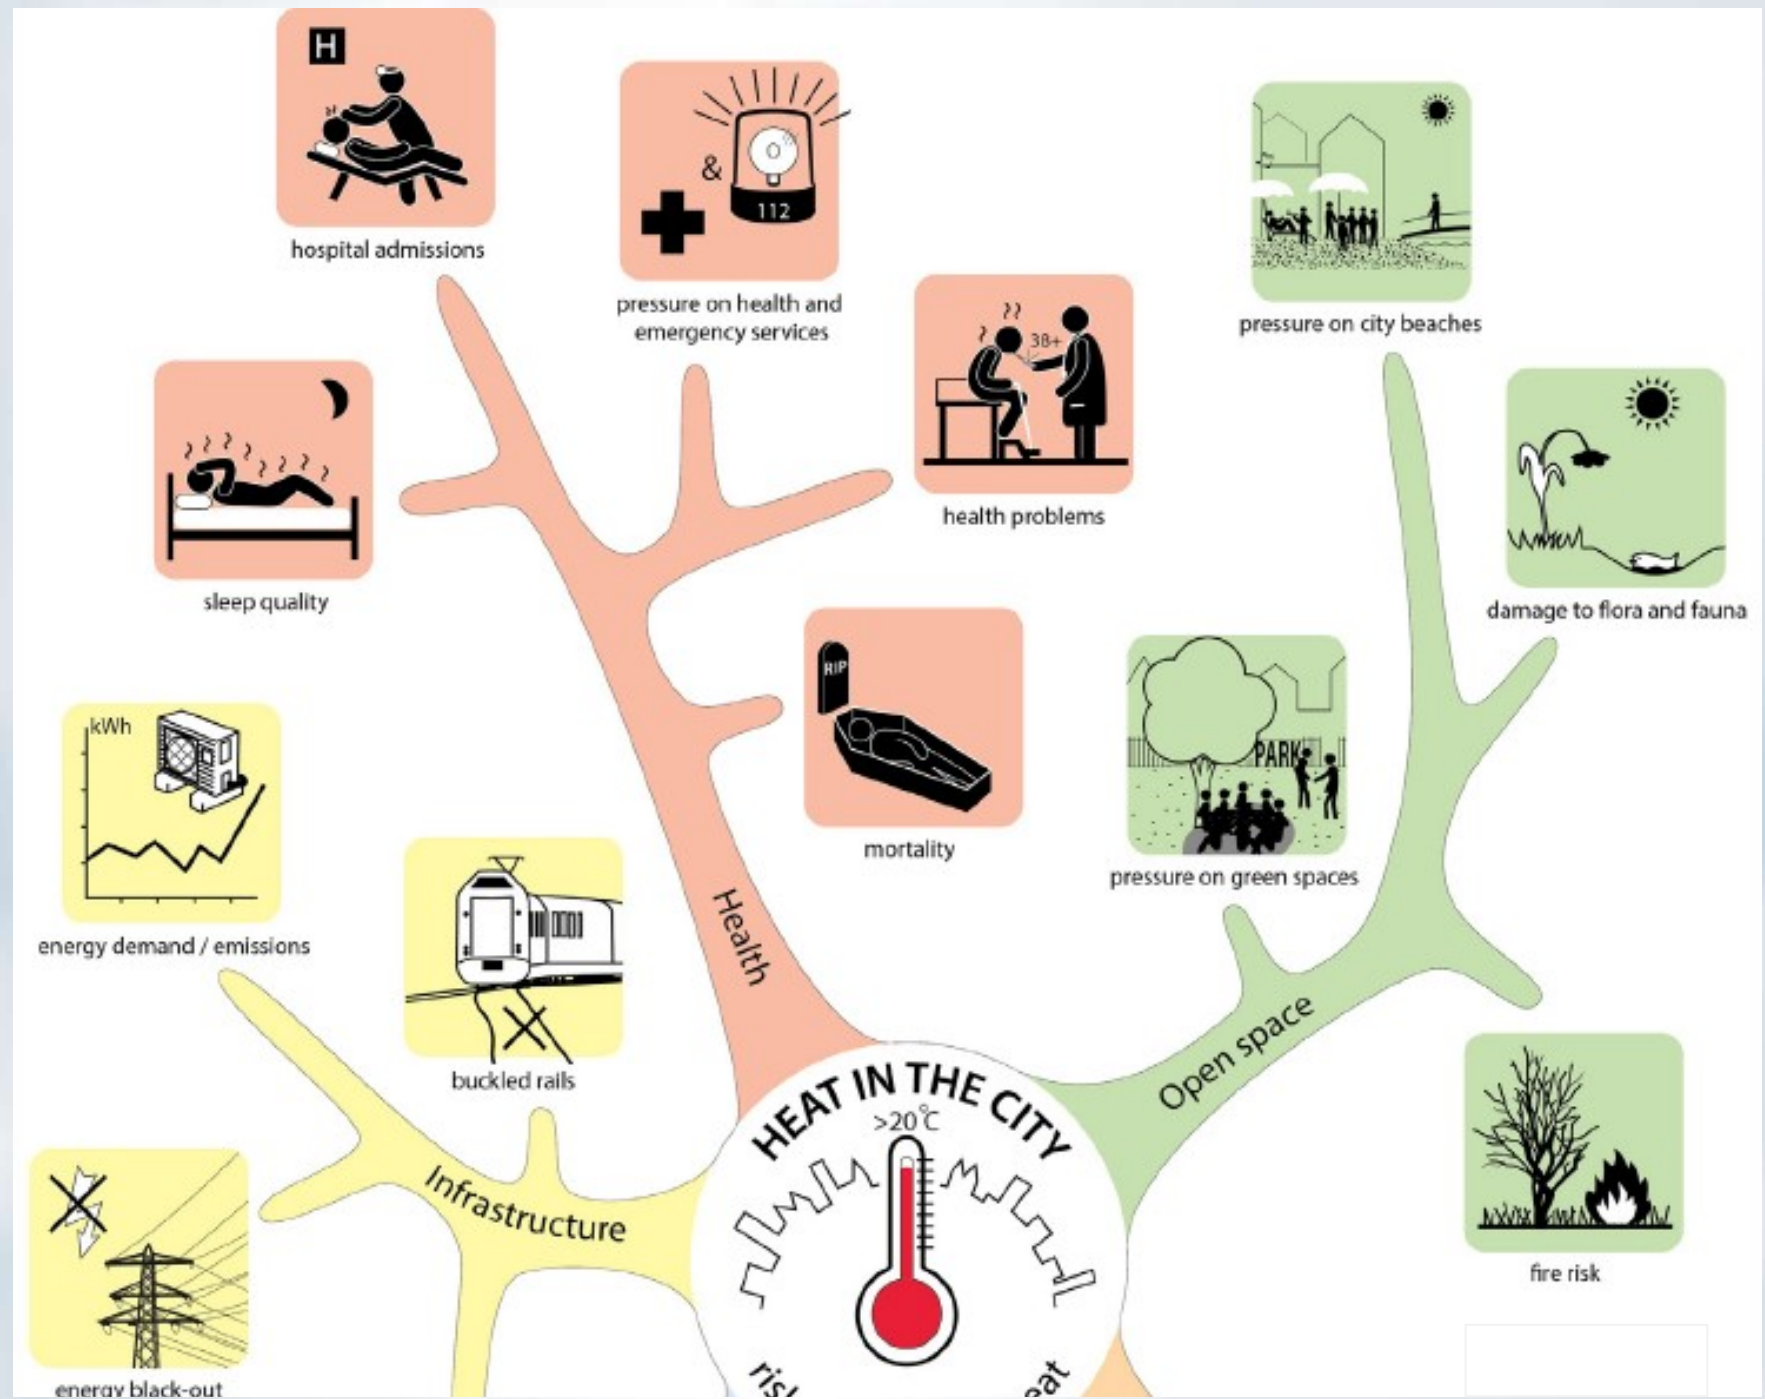 H
hospital admissions
&
112
pressure on health and
emergency services
38+
health problems
sleep quality
RIP
mortality
Health
pressure on city beaches
damage to flora and fauna
PARK
pressure on green spaces
Open space
fire risk
kWh
energy demand / emissions
buckled rails
Infrastructure
energy black-out
HEAT IN THE CITY
>20°C